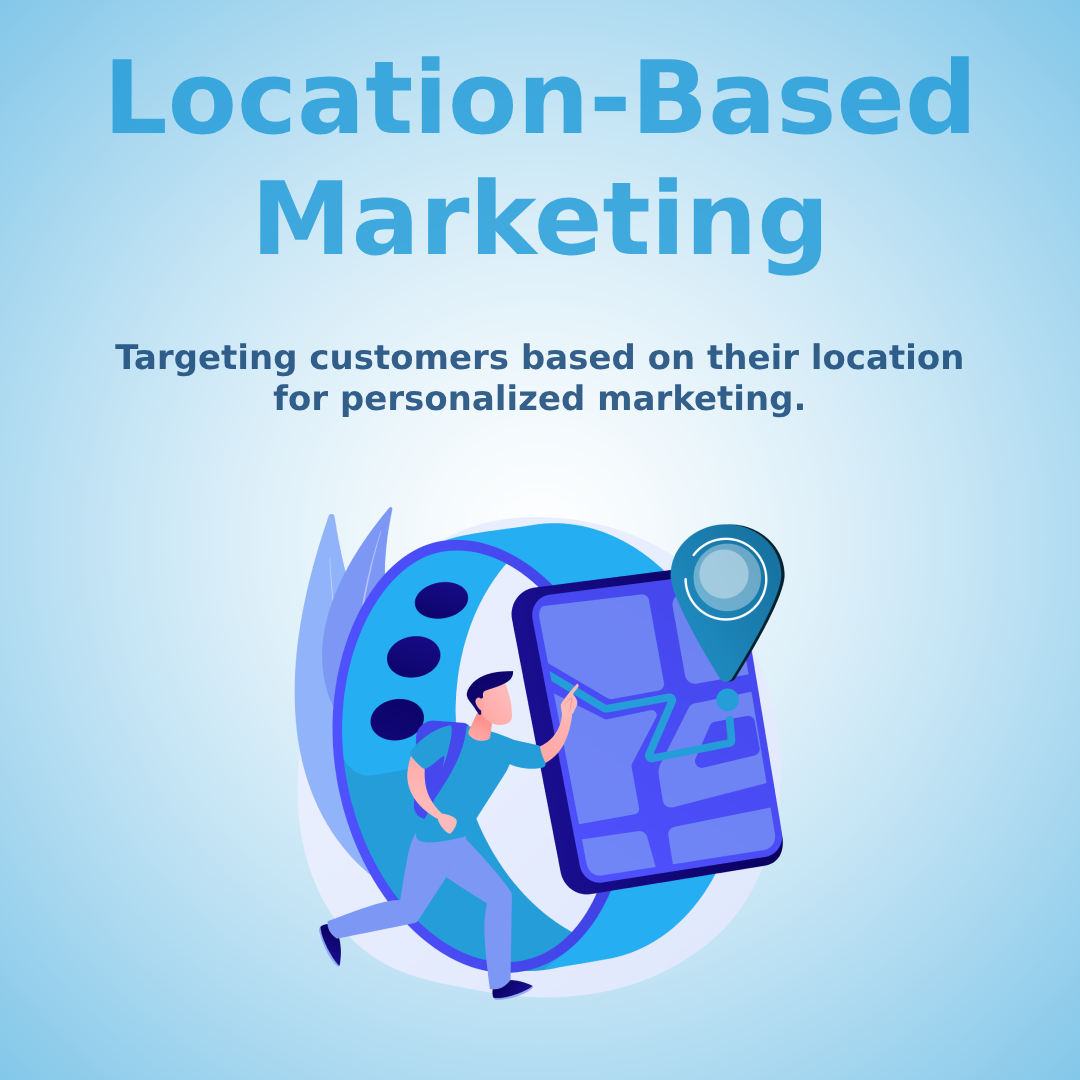 Location-Based
Marketing
Targeting customers based on their location
for personalized marketing.